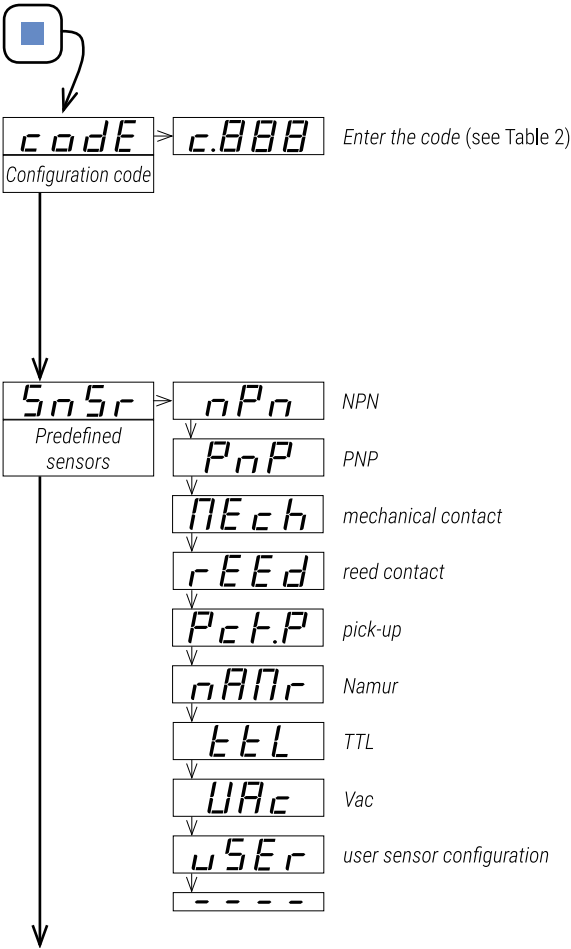 codE c.888 Enter the code (see Table 2)
Configuration code
SnSr nPn NPN
Predefined
sensors
PnP PNP
MEch mechanical contact
rEEd reed contact
Pck.P pick-up
nAMr Namur
ttL TTL
VAc Vac
uSEr user sensor configuration
----